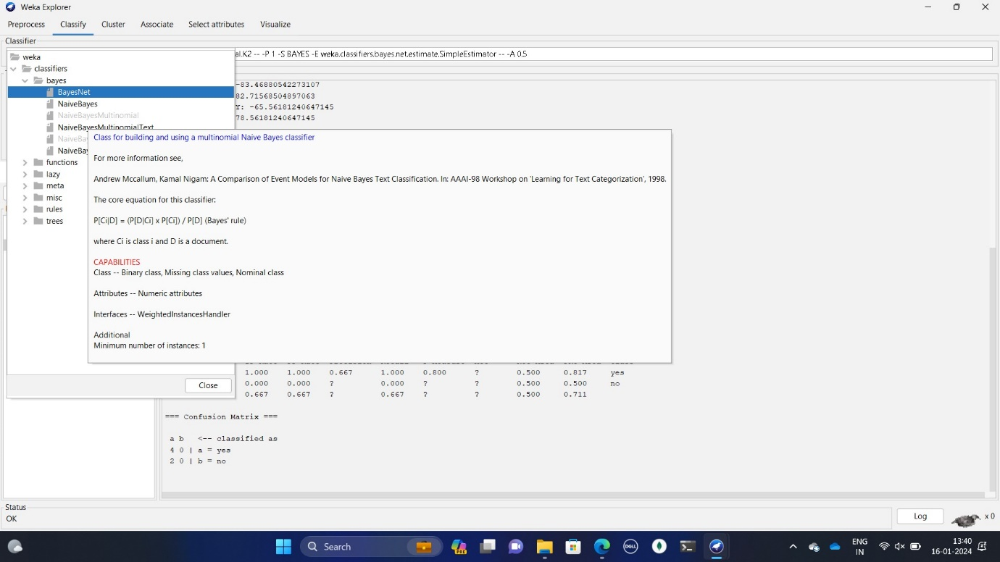 Weka Explorer
Preprocess Classify Cluster Associate Select attributes Visualize
Classifier
al.K2 -- -P 1 -S BAYES -E weka.classifiers.bayes.net.estimate.SimpleEstimator -- -A 0.5
weka
classifiers
bayes
BayesNet
NaiveBayes
NaiveBayesMultinomial
NaiveBayesMultinomialText
functions
lazy
meta
misc
rules
trees
Close
-83.46880542273107
82.71568504897063
Y: -65.56181240647145
78.56181240647145
Class for building and using a multinomial Naive Bayes classifier
For more information see,
Andrew Mccallum, Kamal Nigam: A Comparison of Event Models for Naive Bayes Text Classification. In: AAAI-98 Workshop on 'Learning for Text Categorization', 1998.
The core equation for this classifier:
P[Ci|D] = (P[D|Ci] x P[Ci]) / P[D] (Bayes' rule)
where Ci is class i and D is a document.
CAPABILITIES
Class -- Binary class, Missing class values, Nominal class
Attributes -- Numeric attributes
Interfaces -- WeightedInstancesHandler
Additional
Minimum number of instances: 1
1.000 1.000 0.667 1.000 0.800 ? 0.500 0.817 yes
0.000 0.000 ? 0.000 ? ? 0.500 0.500 no
0.667 0.667 ? 0.667 ? ? 0.500 0.711
=== Confusion Matrix ===
a b <-- classified as
4 0 | a = yes
2 0 | b = no
Status
OK
Log
x 0
Search
PRE
DELL
ENG
IN
13:40
16-01-2024